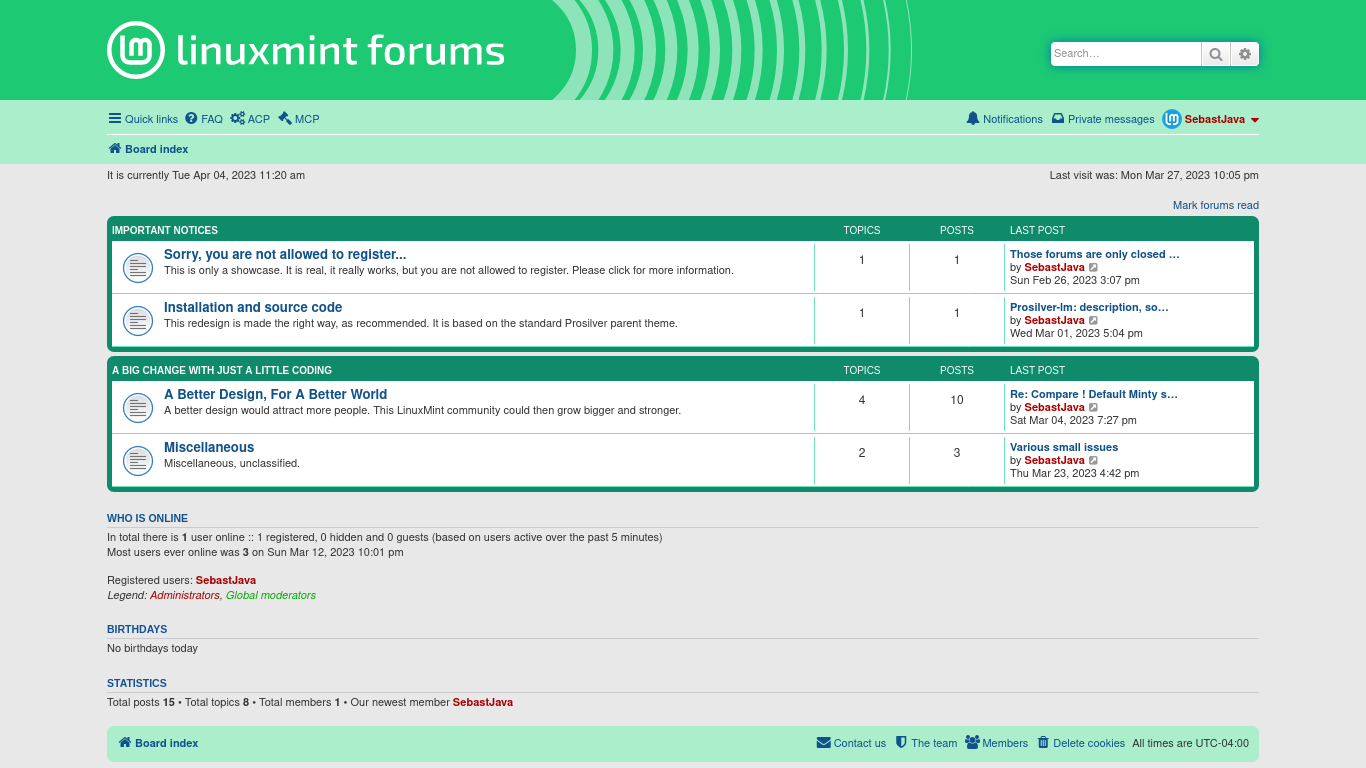 linuxmint forums
Search…
Quick links FAQ ACP MCP Notifications Private messages SebastJava
Board index
It is currently Tue Apr 04, 2023 11:20 am Last visit was: Mon Mar 27, 2023 10:05 pm
Mark forums read
IMPORTANT NOTICES TOPICS POSTS LAST POST
Sorry, you are not allowed to register... 1 1 Those forums are only closed …
This is only a showcase. It is real, it really works, but you are not allowed to register. Please click for more information. by SebastJava
Sun Feb 26, 2023 3:07 pm
Installation and source code 1 1 Prosilver-lm: description, so…
This redesign is made the right way, as recommended. It is based on the standard Prosilver parent theme. by SebastJava
Wed Mar 01, 2023 5:04 pm
A BIG CHANGE WITH JUST A LITTLE CODING TOPICS POSTS LAST POST
A Better Design, For A Better World 4 10 Re: Compare ! Default Minty s…
A better design would attract more people. This LinuxMint community could then grow bigger and stronger. by SebastJava
Sat Mar 04, 2023 7:27 pm
Miscellaneous 2 3 Various small issues
Miscellaneous, unclassified. by SebastJava
Thu Mar 23, 2023 4:42 pm
WHO IS ONLINE
In total there is 1 user online :: 1 registered, 0 hidden and 0 guests (based on users active over the past 5 minutes)
Most users ever online was 3 on Sun Mar 12, 2023 10:01 pm
Registered users: SebastJava
Legend: Administrators, Global moderators
BIRTHDAYS
No birthdays today
STATISTICS
Total posts 15 • Total topics 8 • Total members 1 • Our newest member SebastJava
Board index Contact us The team Members Delete cookies All times are UTC-04:00